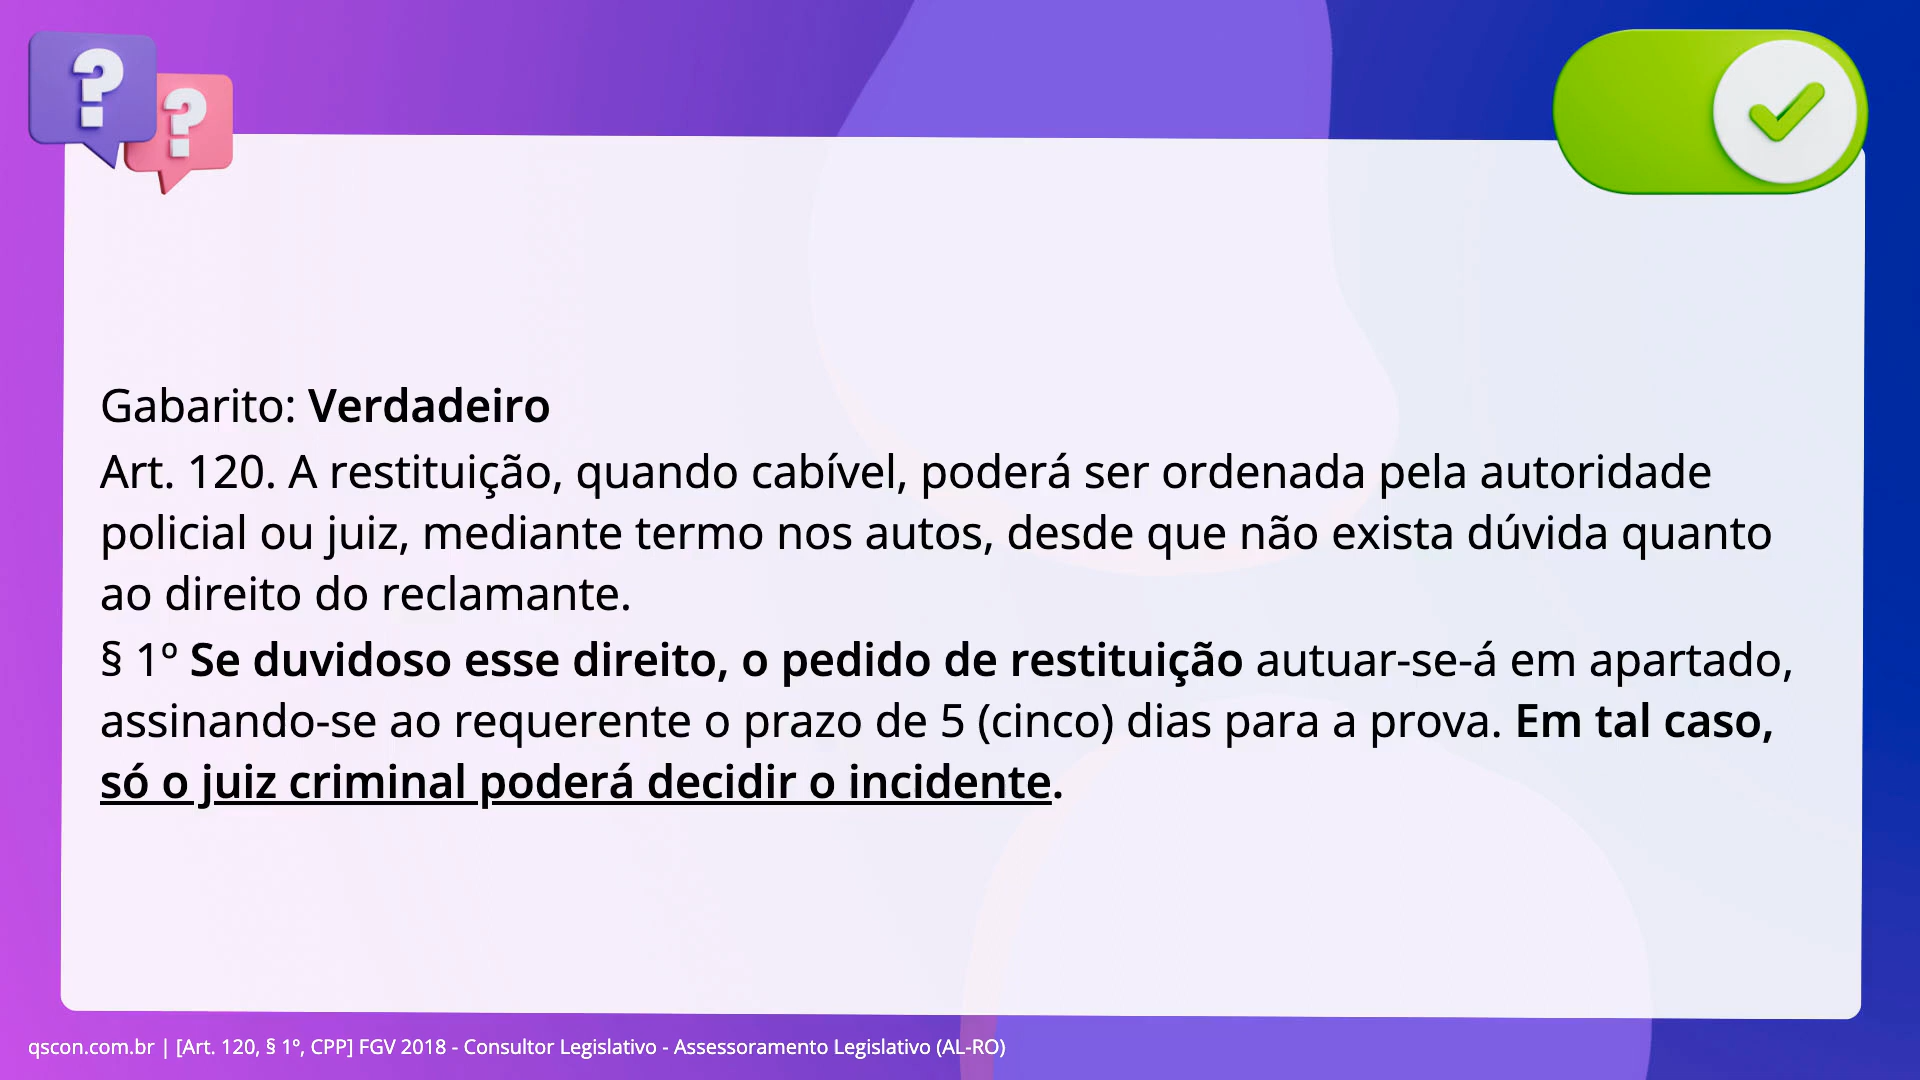 Gabarito: Verdadeiro
Art. 120. A restituição, quando cabível, poderá ser ordenada pela autoridade
policial ou juiz, mediante termo nos autos, desde que não exista dúvida quanto
ao direito do reclamante.
§ 1º Se duvidoso esse direito, o pedido de restituição autuar-se-á em apartado,
assinando-se ao requerente o prazo de 5 (cinco) dias para a prova. Em tal caso,
só o juiz criminal poderá decidir o incidente.
qscon.com.br | [Art. 120, § 1º, CPP] FGV 2018 - Consultor Legislativo - Assessoramento Legislativo (AL-RO)